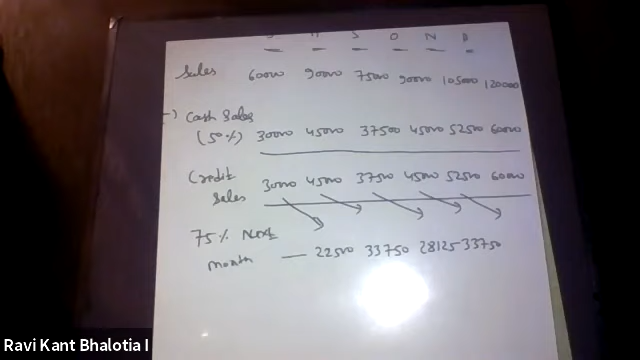 S O N D
Sales 60000 90000 75000 90000 105000 120000
(-) Cash Sales
(50%) 30000 45000 37500 45000 52500 60000
Credit 30000 45000 37500 45000 52500 60000
Sales
75% Next
month — 22500 33750 28125 33750
Ravi Kant Bhalotia I